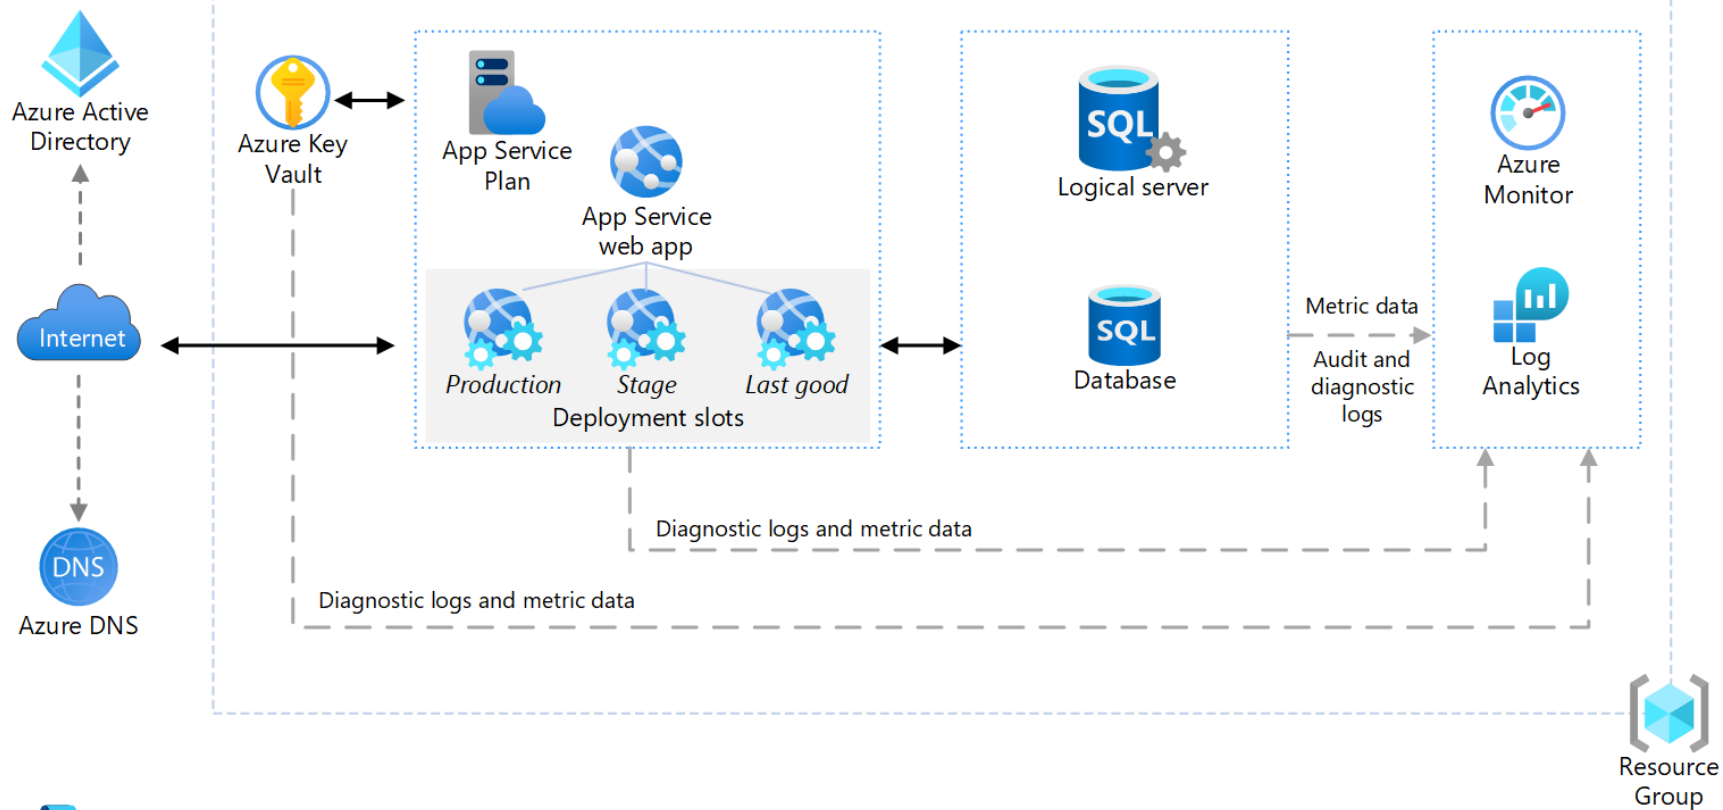 Azure Active
Directory
Internet
DNS
Azure DNS
Azure Key
Vault
App Service
Plan
App Service
web app
Production
Stage
Last good
Deployment slots
SQL
Logical server
SQL
Database
Metric data
Audit and
diagnostic
logs
Azure
Monitor
Log
Analytics
Diagnostic logs and metric data
Diagnostic logs and metric data
Resource
Group